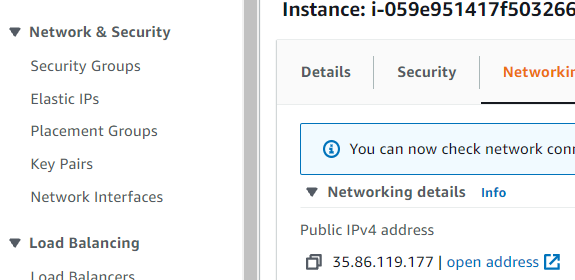 Network & Security
Security Groups
Elastic IPs
Placement Groups
Key Pairs
Network Interfaces
Load Balancing
Load Balancers
Instance: i-059e951417f503266
Details
Security
Networkin
You can now check network conn
Networking details Info
Public IPv4 address
35.86.119.177 | open address